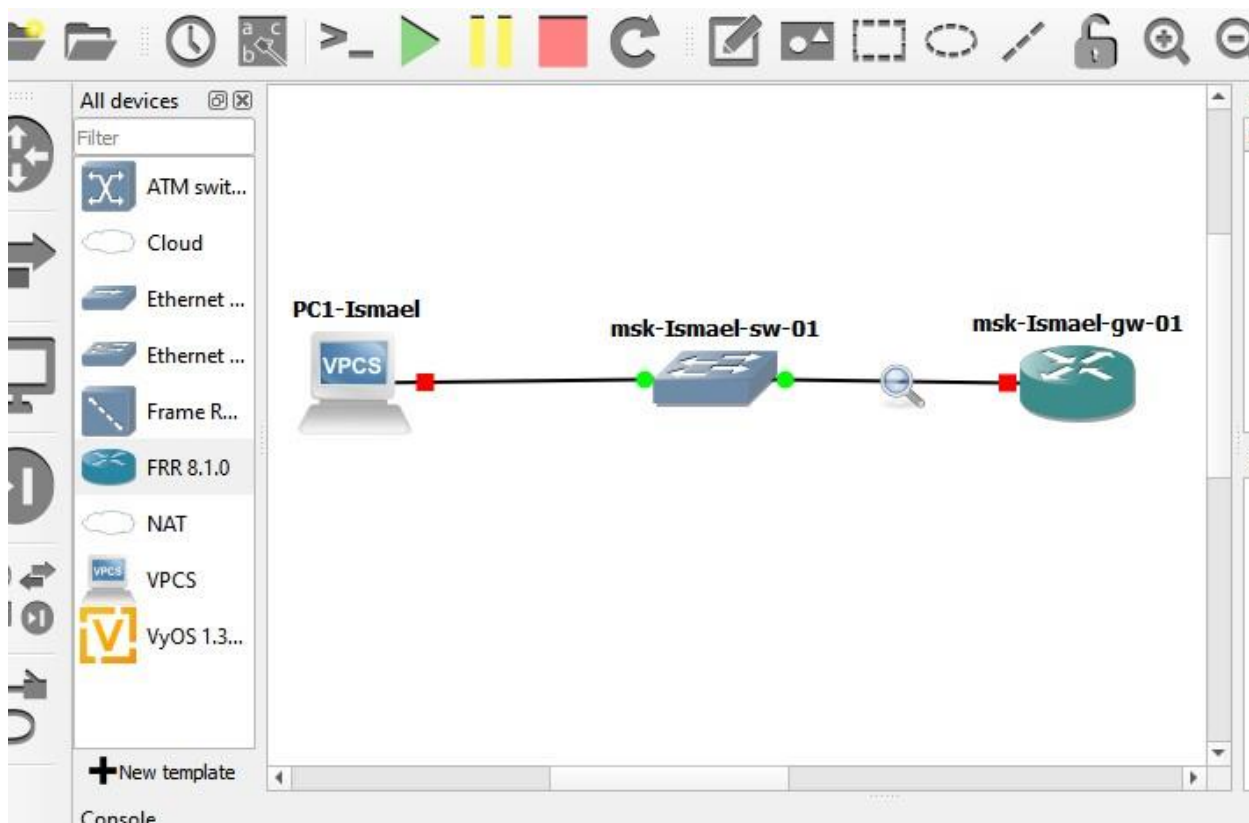 a c
b
>_
All devices
Filter
ATM swit...
Cloud
Ethernet ...
Ethernet ...
Frame R...
FRR 8.1.0
NAT
VPCS
VPCS
V
VyOS 1.3...
New template
Console
PC1-Ismael
VPCS
msk-Ismael-sw-01
msk-Ismael-gw-01